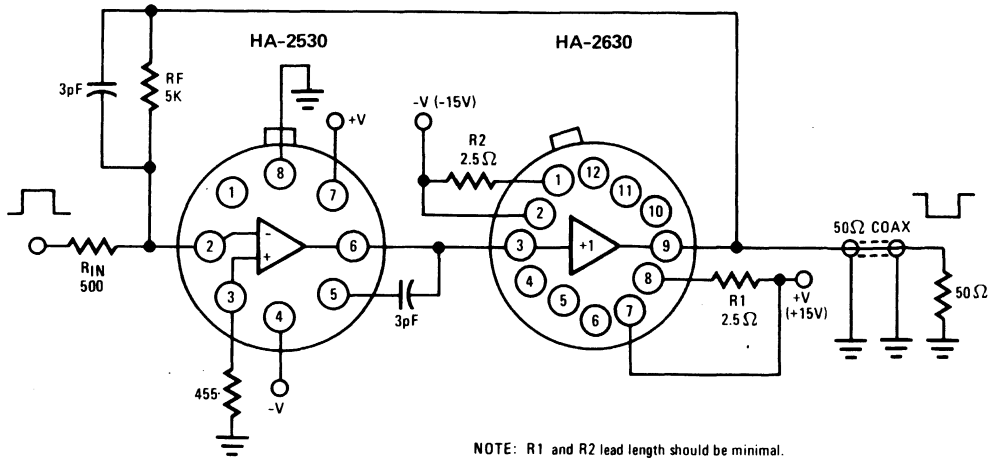 HA-2530
HA-2630
3pF
RF
5K
-V (-15V)
+V
R2
2.5Ω
8
1
7
2
-
+
6
3
5
4
3pF
-V
RIN
500
455
1
12
11
2
10
3
+1
9
4
8
5
7
6
R1
2.5Ω
+V
(+15V)
50Ω COAX
50Ω
NOTE: R1 and R2 lead length should be minimal.